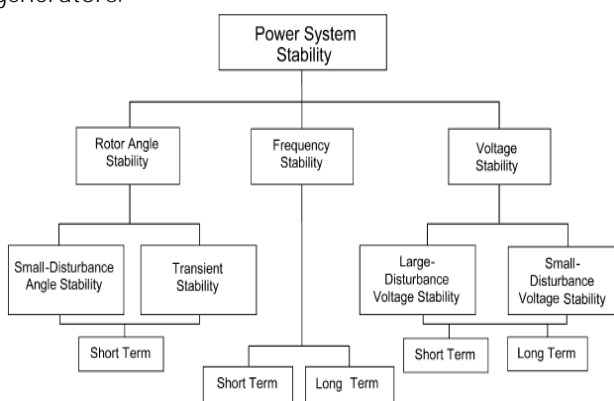 generators.
Power System
Stability
Rotor Angle
Stability
Frequency
Stability
Voltage
Stability
Small-Disturbance
Angle Stability
Transient
Stability
Large-
Disturbance
Voltage Stability
Small-
Disturbance
Voltage Stability
Short Term
Short Term
Long Term
Short Term
Long Term